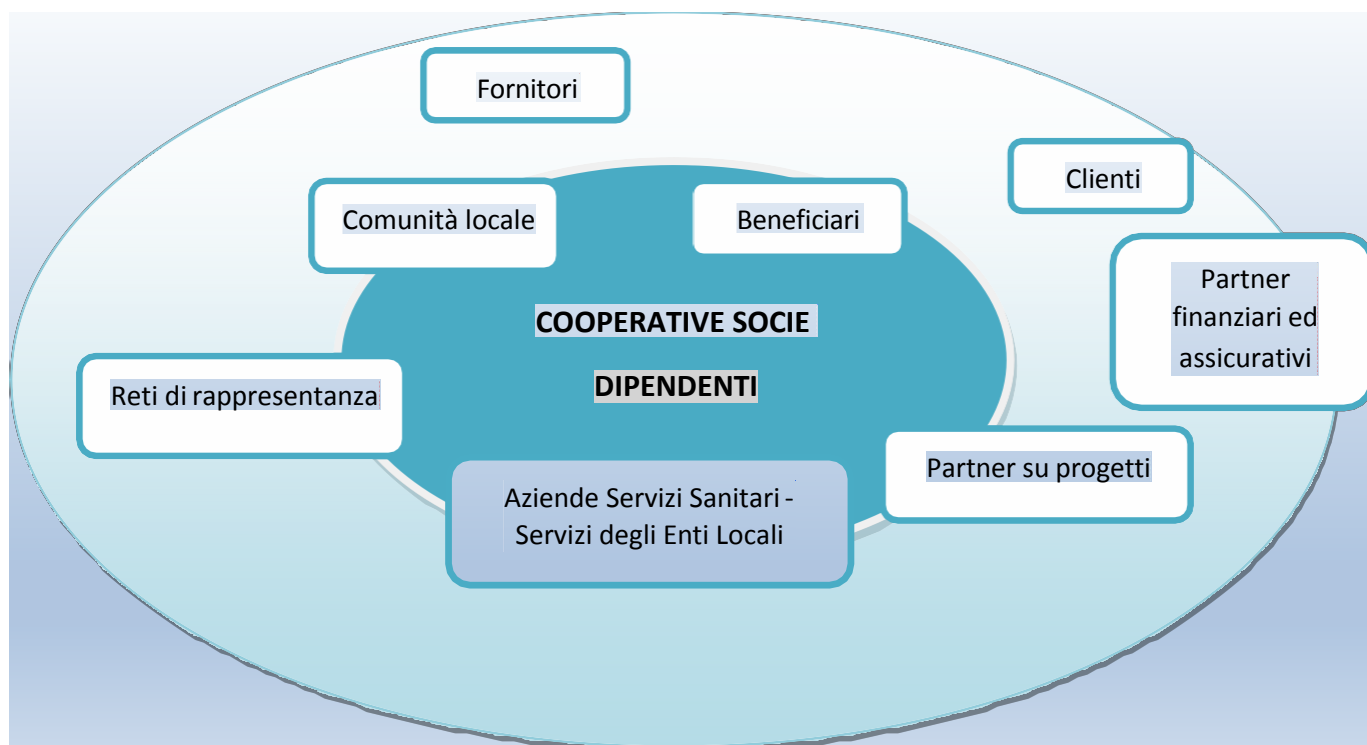 Fornitori
Clienti
Comunità locale
Beneficiari
Partner
finanziari ed
assicurativi
COOPERATIVE SOCIE
DIPENDENTI
Reti di rappresentanza
Partner su progetti
Aziende Servizi Sanitari -
Servizi degli Enti Locali